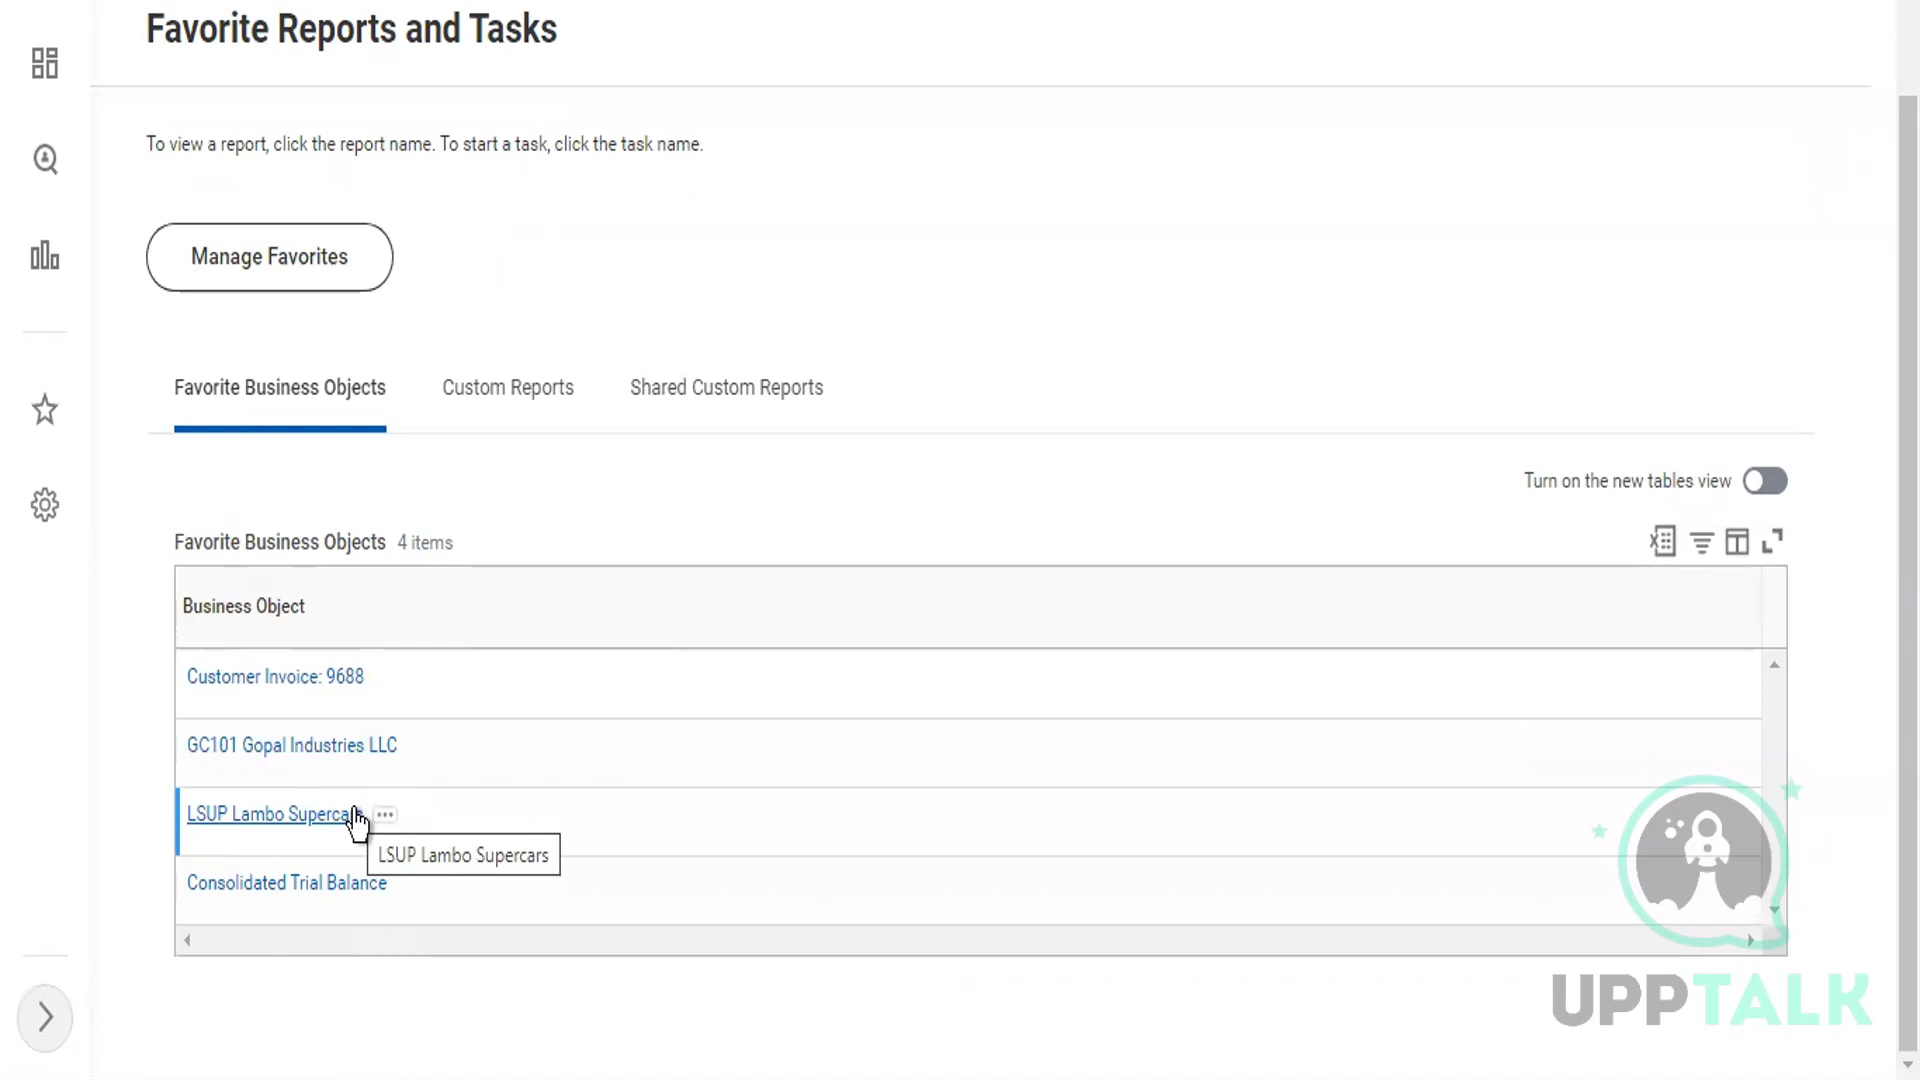 Favorite Reports and Tasks
To view a report, click the report name. To start a task, click the task name.
Manage Favorites
Favorite Business Objects Custom Reports Shared Custom Reports
Turn on the new tables view
Favorite Business Objects 4 items
Business Object
Customer Invoice: 9688
GC101 Gopal Industries LLC
LSUP Lambo Supercars
LSUP Lambo Supercars
Consolidated Trial Balance
UPPTALK